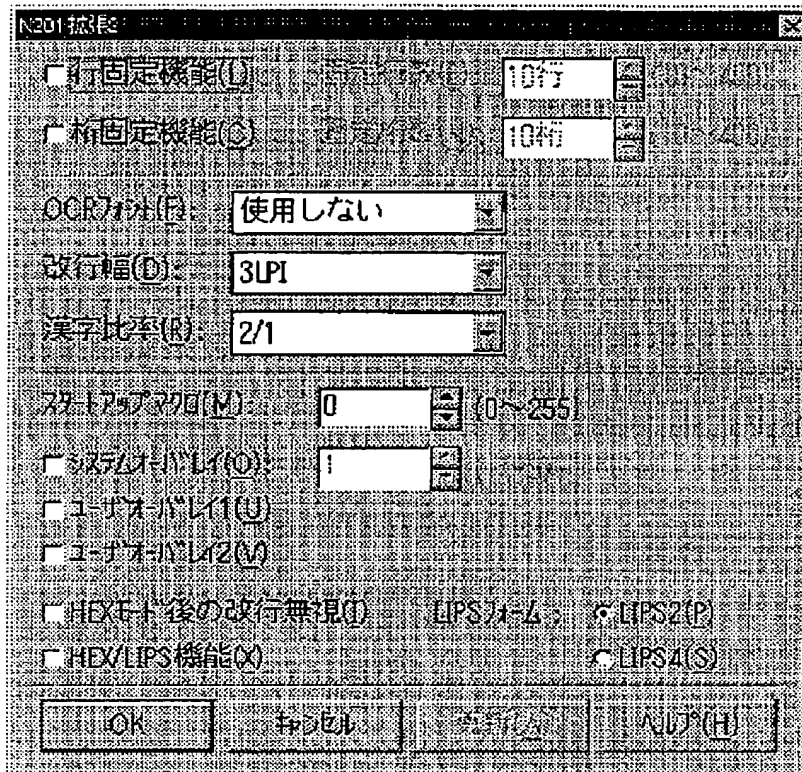 N201拡張2
行固定機能(L) 10行
桁固定機能(C) 10桁
OCRフォント(F): 使用しない
改行幅(D): 3LPI
漢字比率(R): 2/1
スタートアップマクロ(M): 0 (0～255)
システムオーバレイ(O): 1
ユーザオーバレイ1(U)
ユーザオーバレイ2(V)
HEXモード後の改行無視(I) LIPSフォーム: LIPS2(P)
HEX/LIPS機能(X) LIPS4(S)
OK キャンセル ヘルプ(H)